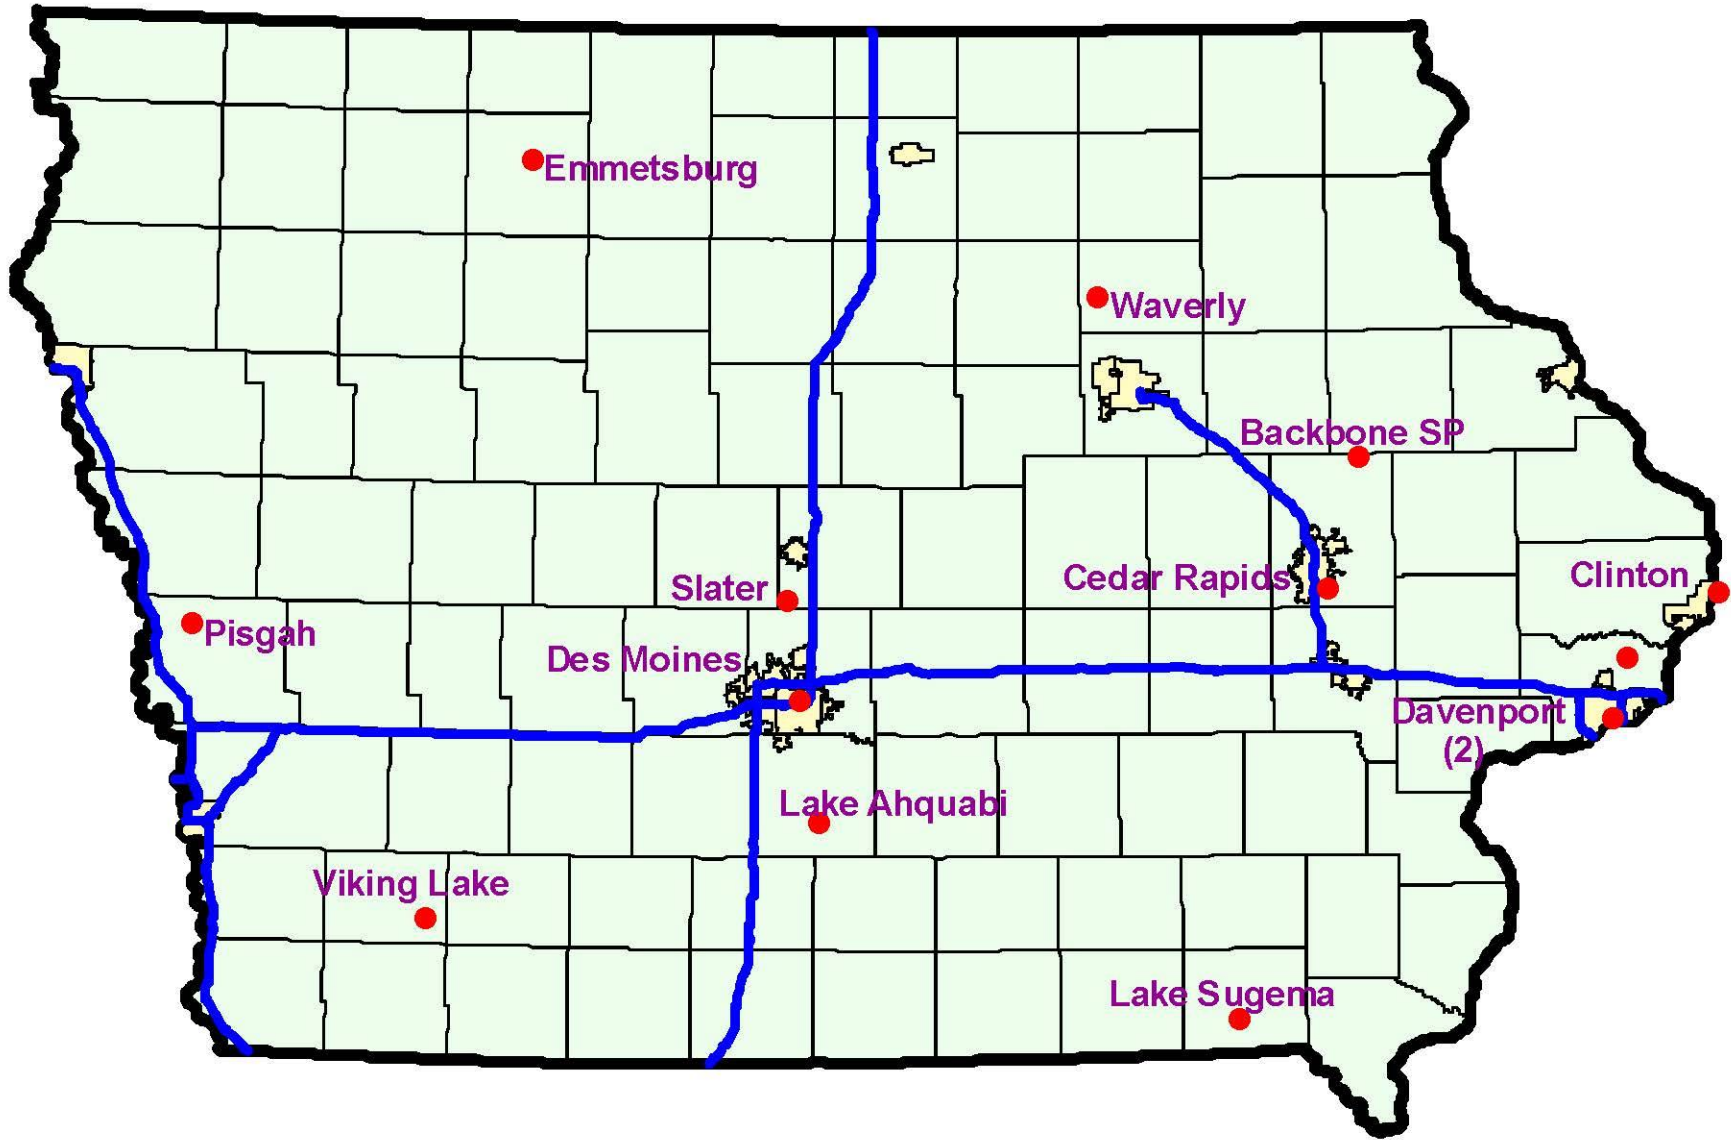 Emmetsburg
Waverly
Backbone SP
Slater
Cedar Rapids
Clinton
Pisgah
Des Moines
Davenport
(2)
Lake Ahquabi
Viking Lake
Lake Sugema